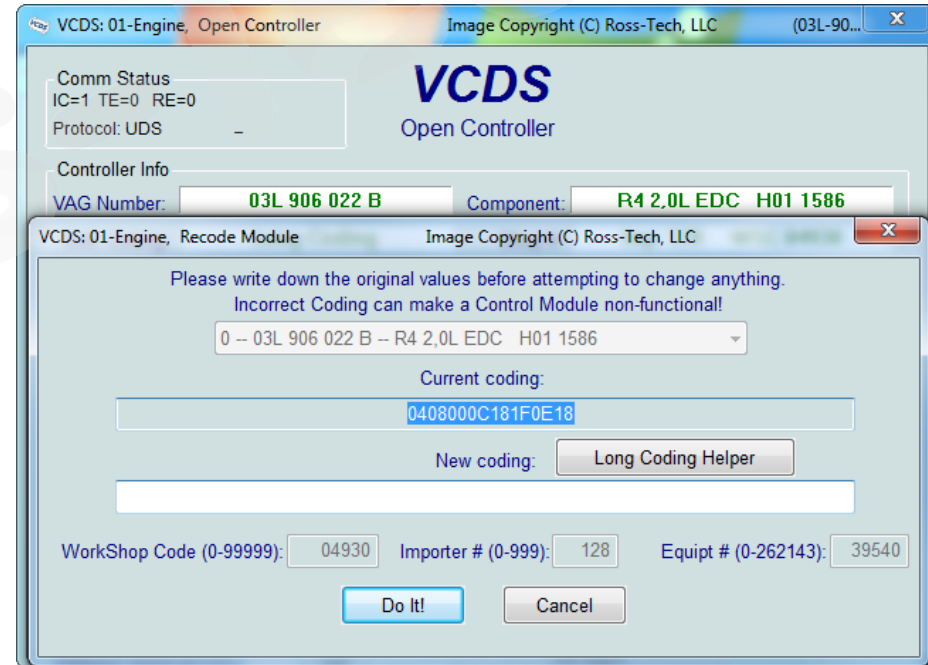 VCDS: 01-Engine, Open Controller Image Copyright (C) Ross-Tech, LLC (03L-90...
Comm Status
IC=1 TE=0 RE=0
Protocol: UDS –
VCDS
Open Controller
Controller Info
VAG Number: 03L 906 022 B Component: R4 2,0L EDC H01 1586
VCDS: 01-Engine, Recode Module Image Copyright (C) Ross-Tech, LLC
Please write down the original values before attempting to change anything.
Incorrect Coding can make a Control Module non-functional!
0 -- 03L 906 022 B -- R4 2,0L EDC H01 1586
Current coding:
0408000C181F0E18
New coding: Long Coding Helper
WorkShop Code (0-99999): 04930 Importer # (0-999): 128 Equipt # (0-262143): 39540
Do It! Cancel